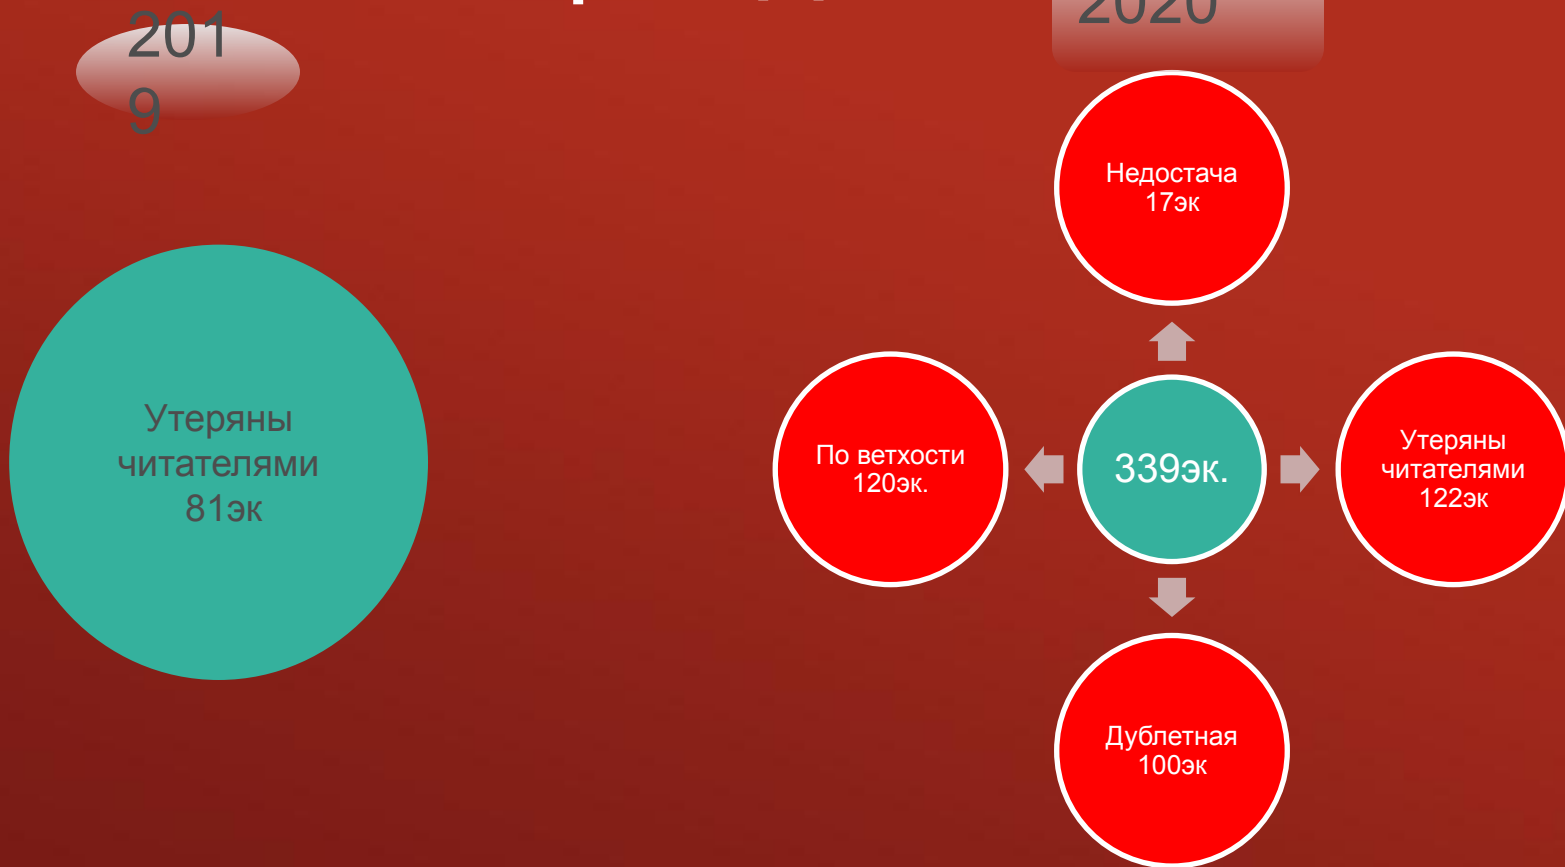 201
9
2020
Утеряны
читателями
81эк
Недостача
17эк
По ветхости
120эк.
339эк.
Утеряны
читателями
122эк
Дублетная
100эк